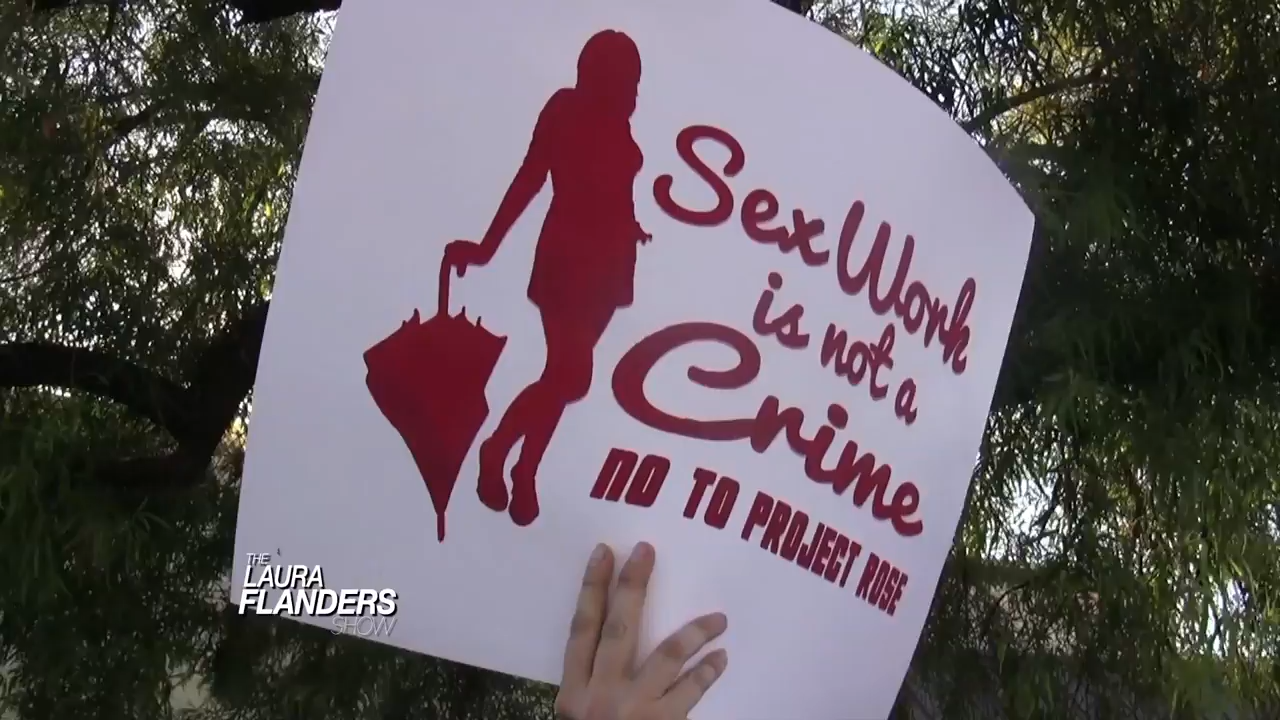 Sex Work
is not a
Crime
NO TO PROJECT ROSE
THE
LAURA
FLANDERS
SHOW